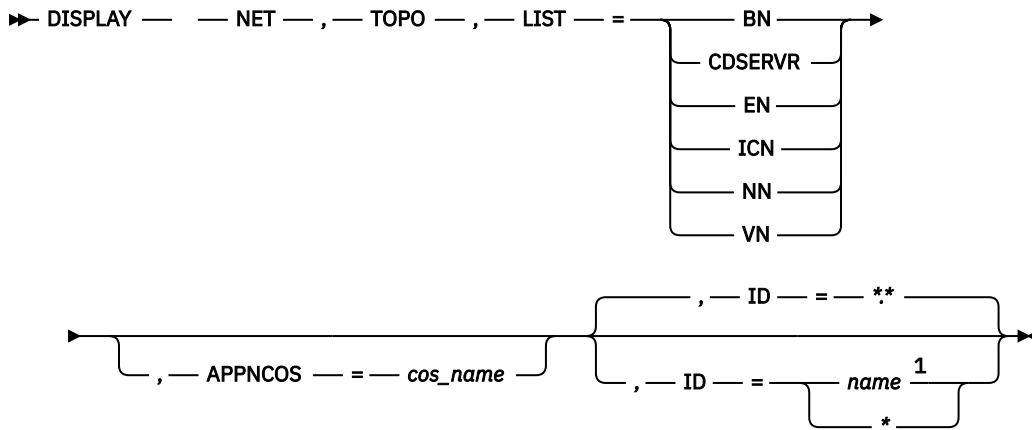 DISPLAY NET , TOPO , LIST = BN
CDSERVR
EN
ICN
NN
VN
, ID = *.*
, APPNCOS = cos_name
, ID = name 1
*